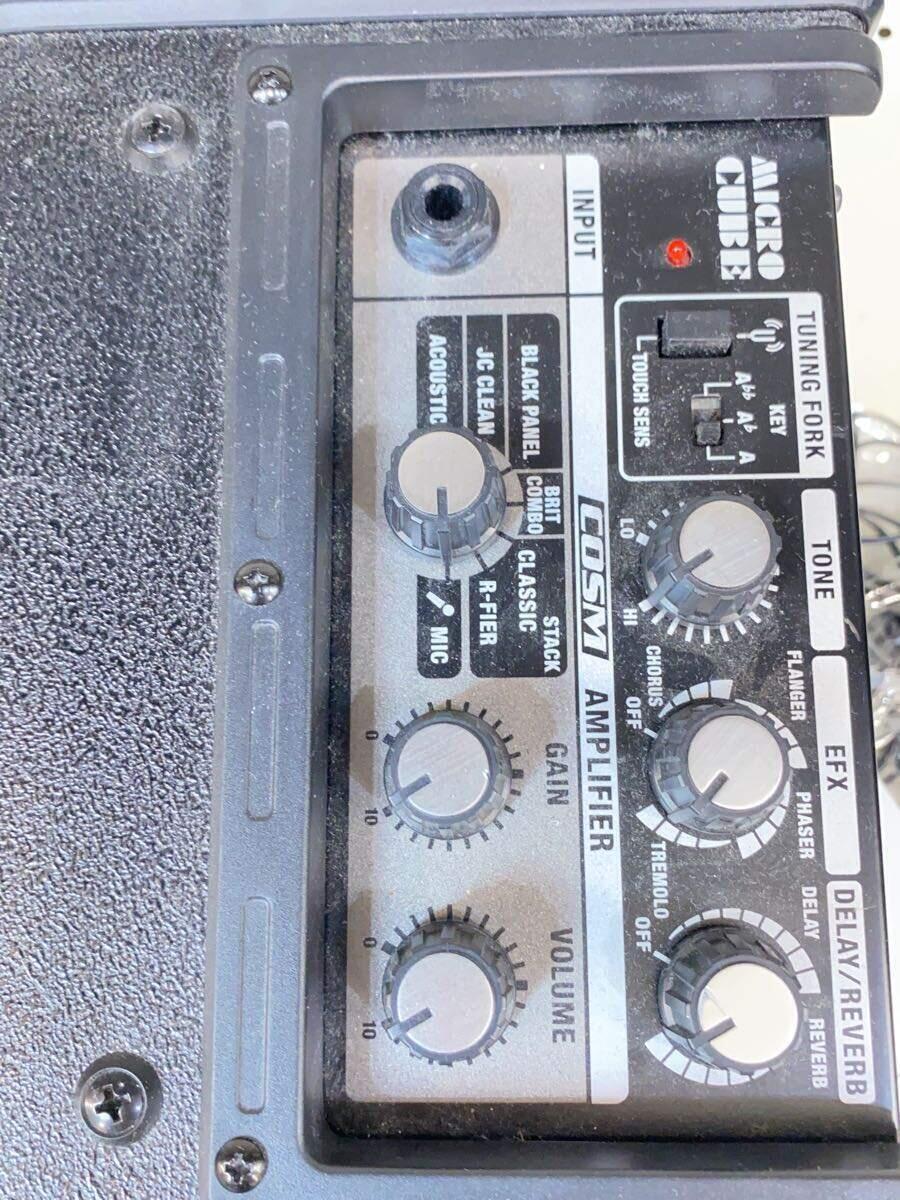 MICRO
CUBE
INPUT
TUNING FORK
KEY
A♭♭ A♭ A
TOUCH SENS
TONE
LO
HI
EFX
CHORUS
FLANGER
PHASER
TREMOLO
OFF
DELAY/REVERB
DELAY
REVERB
OFF
COSM AMPLIFIER
ACOUSTIC
JC CLEAN
BLACK PANEL
BRIT
COMBO
CLASSIC
STACK
R-FIER
MIC
GAIN
0
10
VOLUME
0
10